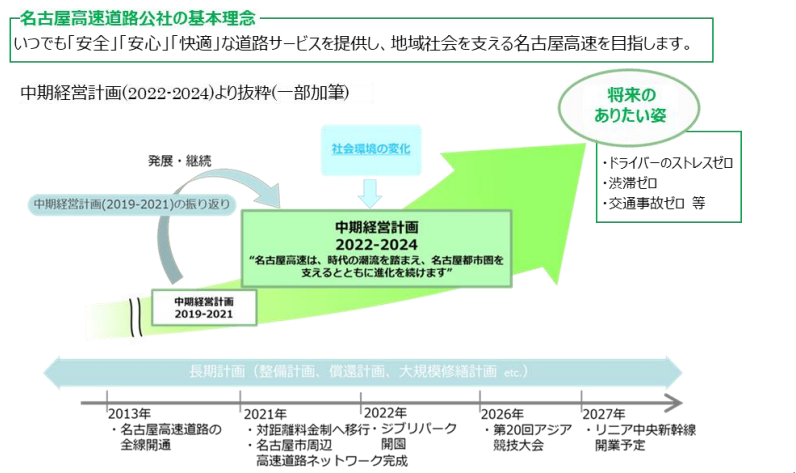 名古屋高速道路公社の基本理念
いつでも「安全」「安心」「快適」な道路サービスを提供し、地域社会を支える名古屋高速を目指します。
中期経営計画(2022-2024)より抜粋(一部加筆)
将来の
ありたい姿
・ドライバーのストレスゼロ
・渋滞ゼロ
・交通事故ゼロ 等
社会環境の変化
発展・継続
中期経営計画(2019-2021)の振り返り
中期経営計画
2022-2024
“名古屋高速は、時代の潮流を踏まえ、名古屋都市圏を
支えるとともに進化を続けます”
中期経営計画
2019-2021
長期計画（整備計画、償還計画、大規模修繕計画 etc.）
2013年
・名古屋高速道路の
全線開通
2021年
・対距離料金制へ移行
・名古屋市周辺
高速道路ネットワーク完成
2022年
・ジブリパーク
開園
2026年
・第20回アジア
競技大会
2027年
・リニア中央新幹線
開業予定